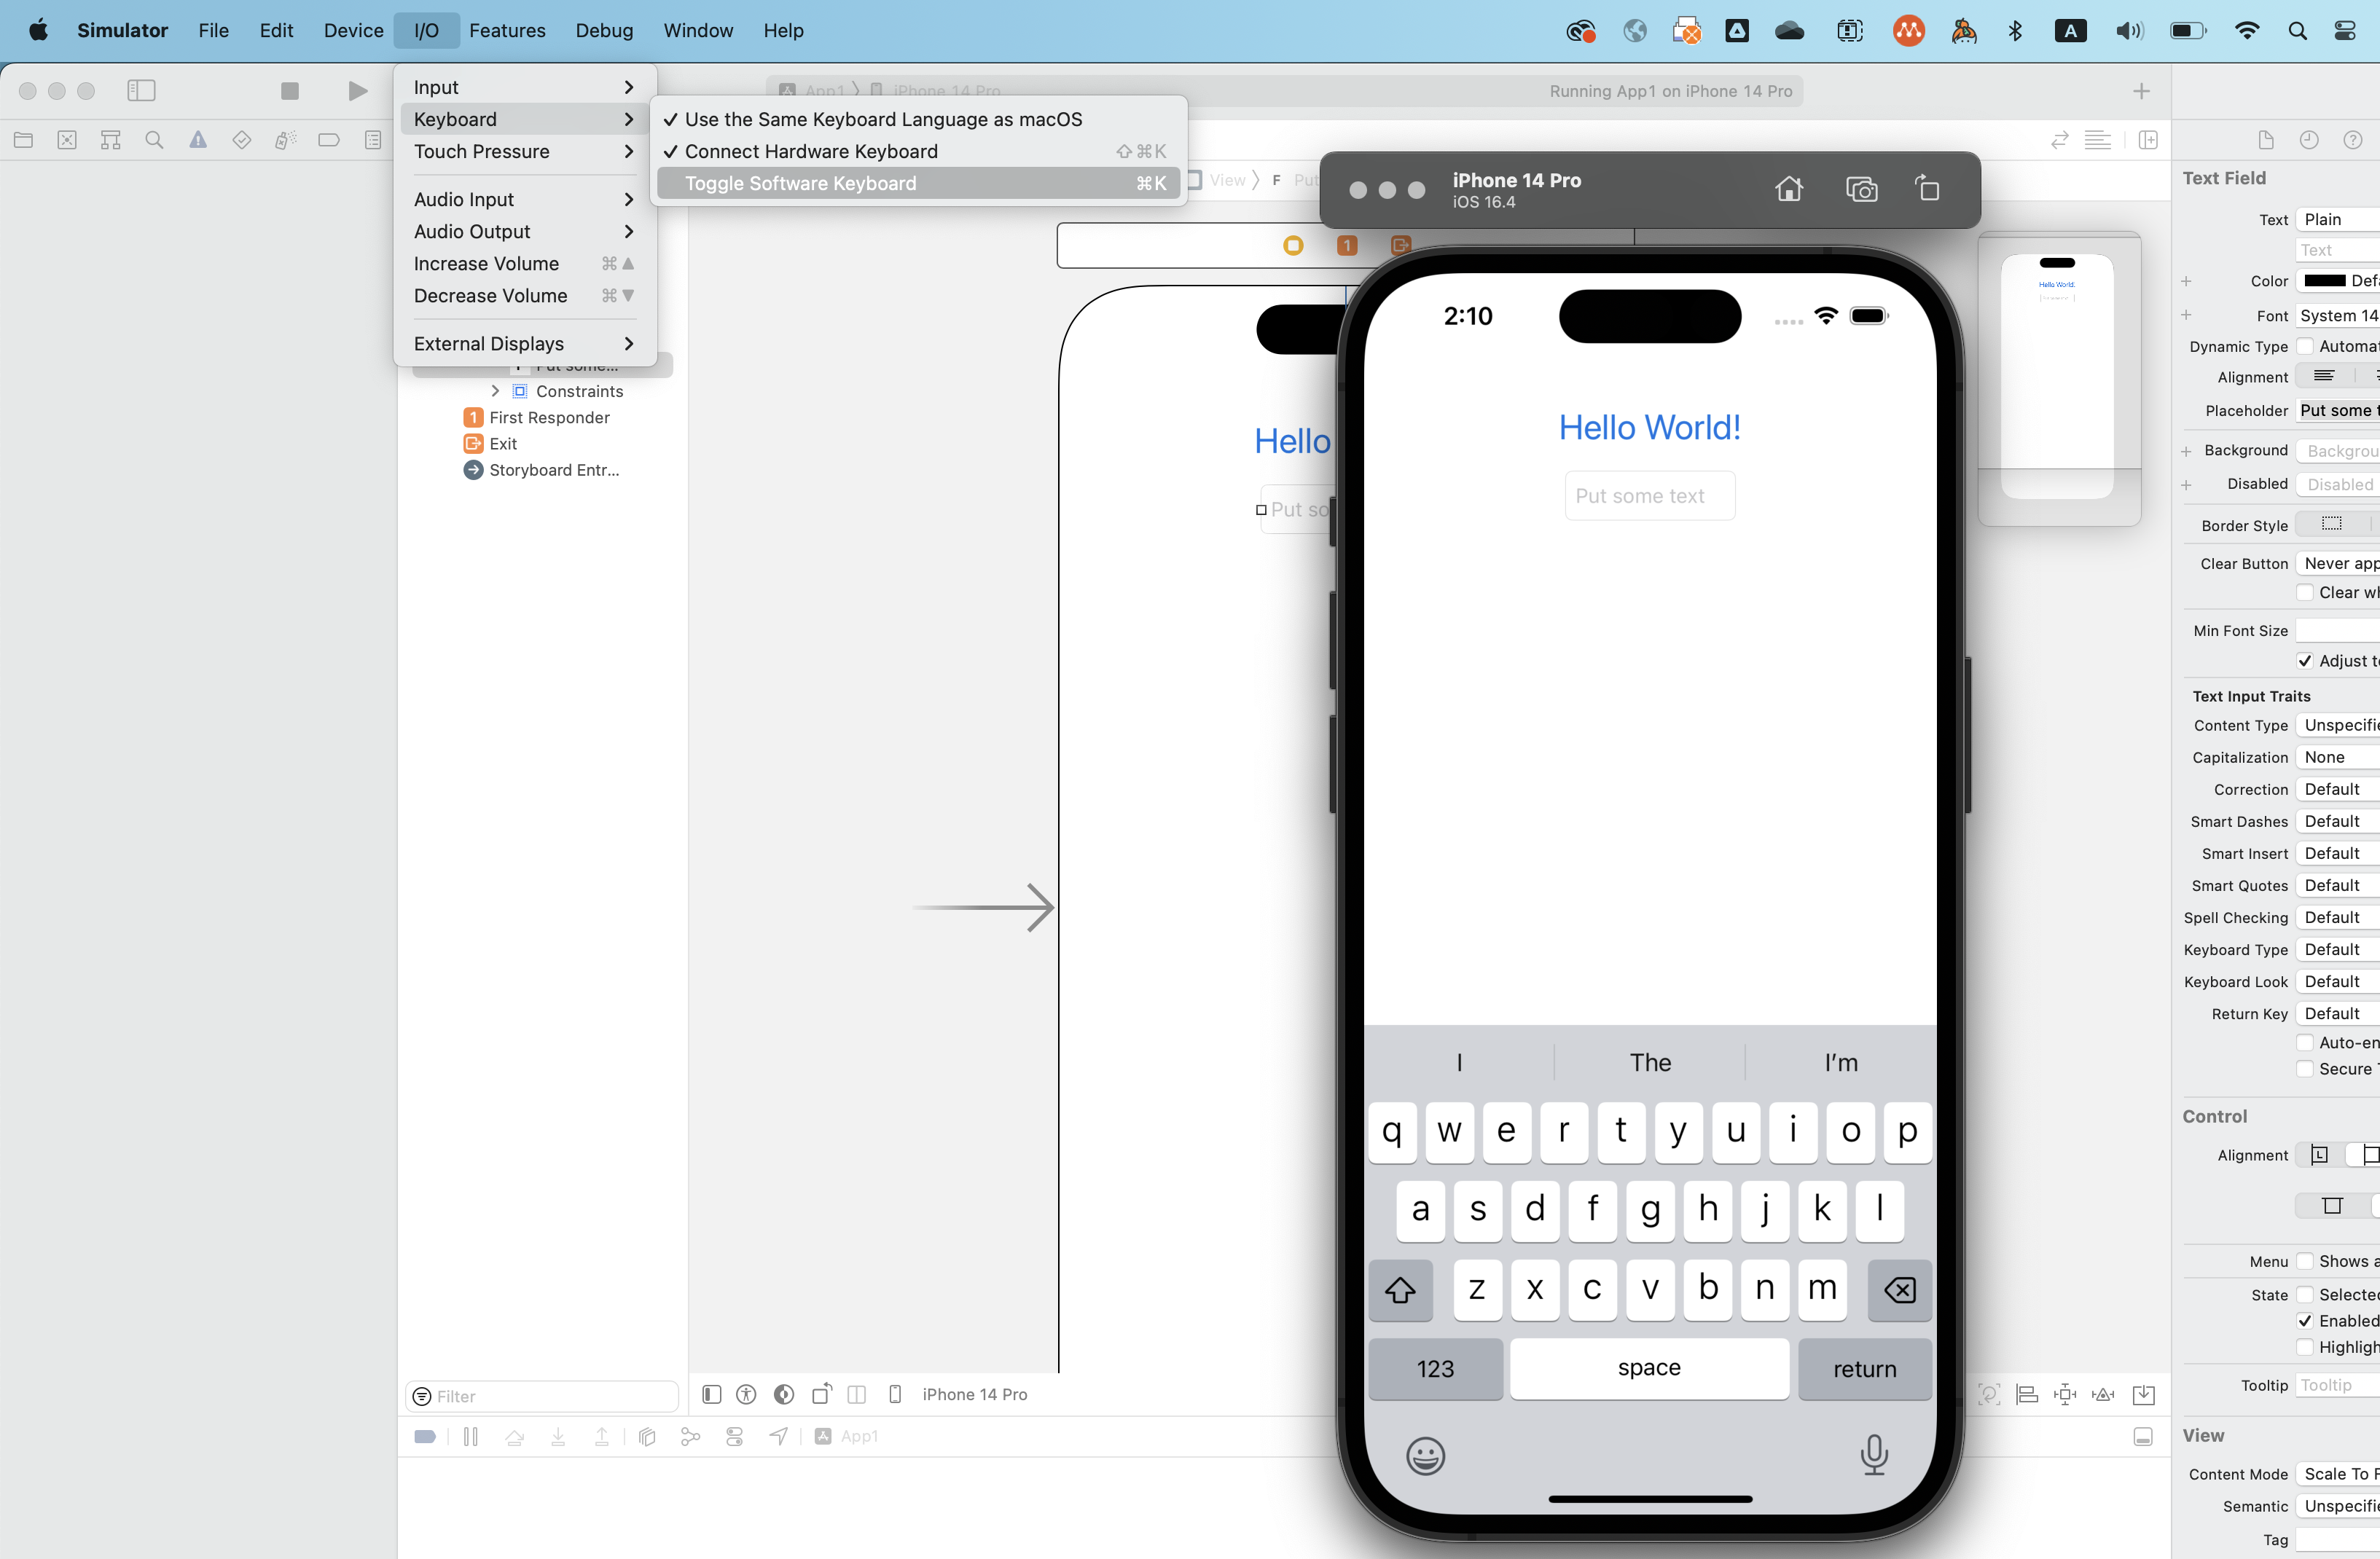 Simulator File Edit Device I/O Features Debug Window Help
A
App1 iPhone 14 Pro
Running App1 on iPhone 14 Pro
Input
Keyboard
Touch Pressure
Audio Input
Audio Output
Increase Volume ⌘▲
Decrease Volume ⌘▼
External Displays
✓ Use the Same Keyboard Language as macOS
✓ Connect Hardware Keyboard ⇧⌘K
Toggle Software Keyboard ⌘K
View F Put
Put some...
Constraints
1 First Responder
Exit
Storyboard Entr...
Filter
1
Hello
Put so
iPhone 14 Pro
App1
iPhone 14 Pro
iOS 16.4
2:10
Hello World!
Put some text
I The I’m
q w e r t y u i o p
a s d f g h j k l
z x c v b n m
123 space return
Hello World!
Text Field
Text Plain
Text
Color Def
Font System 14
Dynamic Type Automat
Alignment
Placeholder Put some t
Background Backgrou
Disabled Disabled
Border Style
Clear Button Never app
Clear wh
Min Font Size
Adjust t
Text Input Traits
Content Type Unspecifie
Capitalization None
Correction Default
Smart Dashes Default
Smart Insert Default
Smart Quotes Default
Spell Checking Default
Keyboard Type Default
Keyboard Look Default
Return Key Default
Auto-en
Secure T
Control
Alignment
Menu Shows a
State Selected
Enabled
Highligh
Tooltip Tooltip
View
Content Mode Scale To F
Semantic Unspecifie
Tag